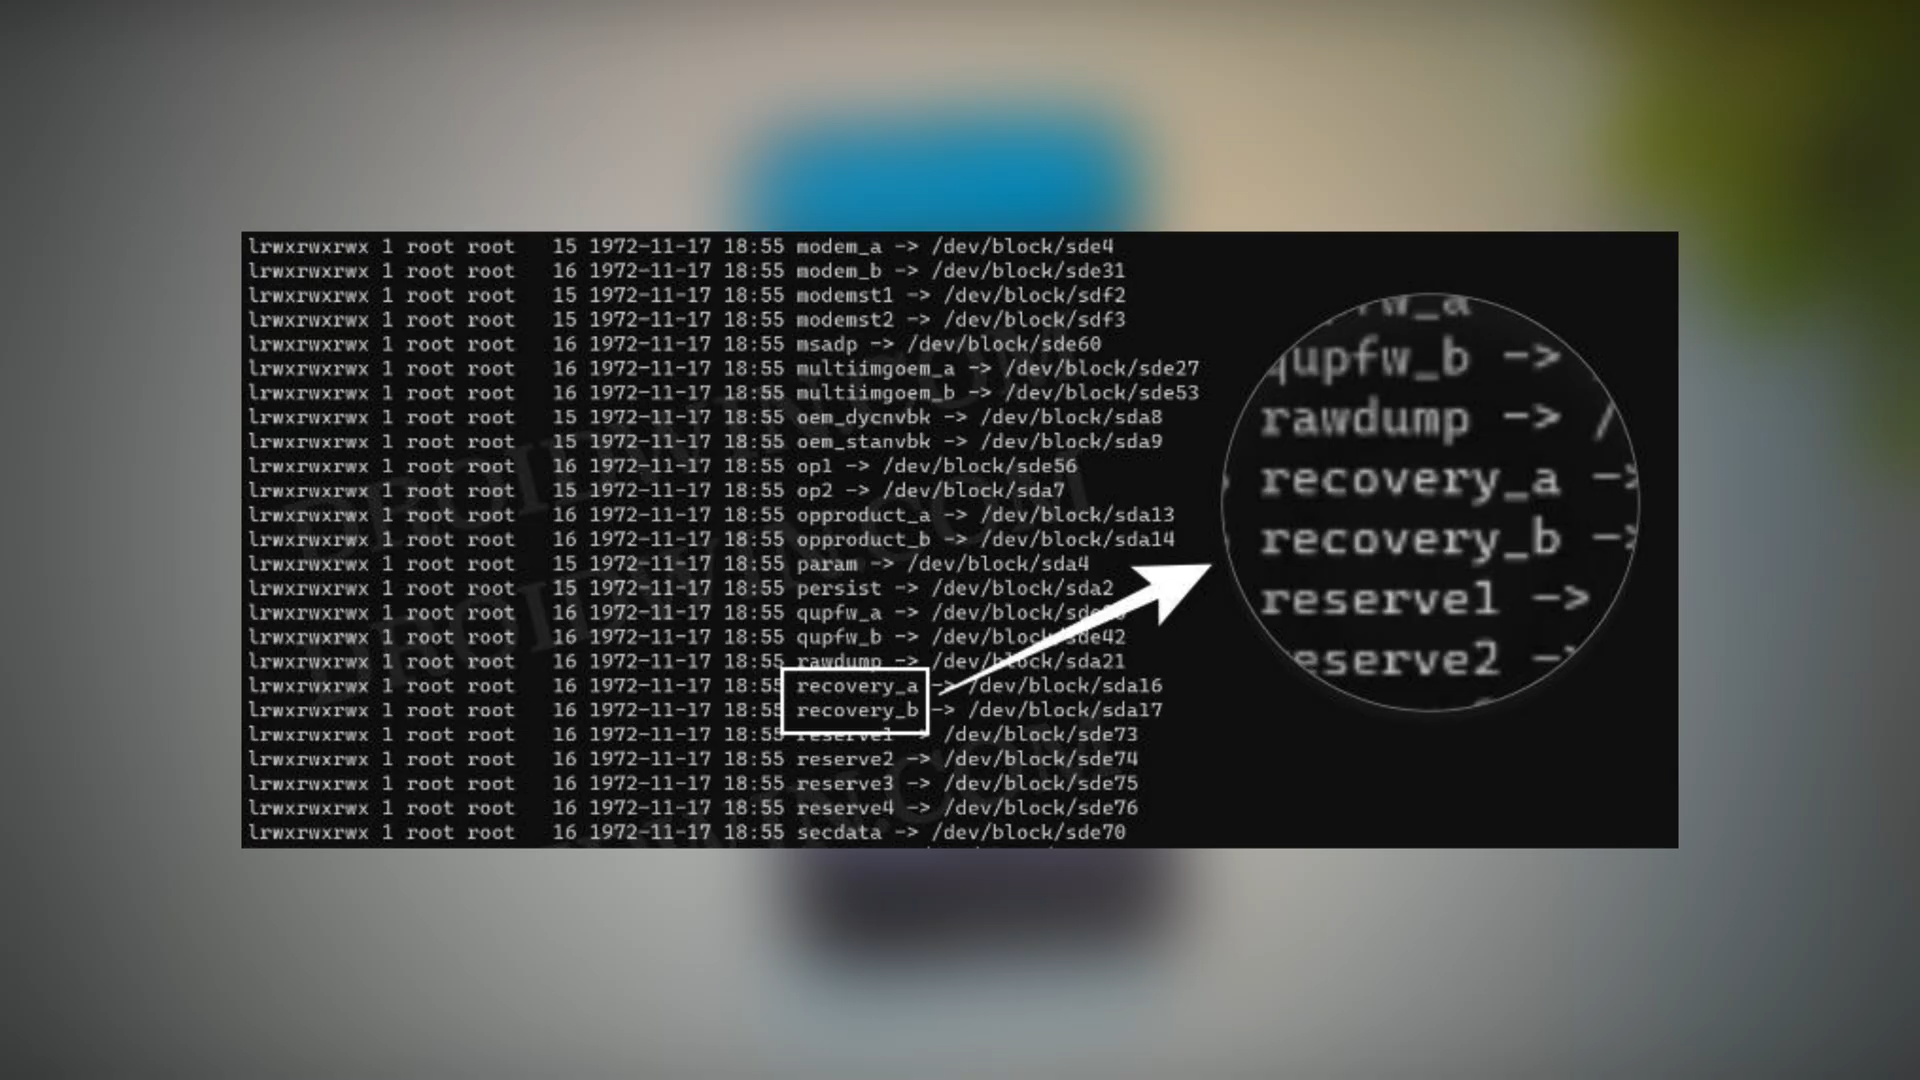 lrwxrwxrwx 1 root root 15 1972-11-17 18:55 modem_a -> /dev/block/sde4
lrwxrwxrwx 1 root root 16 1972-11-17 18:55 modem_b -> /dev/block/sde31
lrwxrwxrwx 1 root root 15 1972-11-17 18:55 modemst1 -> /dev/block/sdf2
lrwxrwxrwx 1 root root 15 1972-11-17 18:55 modemst2 -> /dev/block/sdf3
lrwxrwxrwx 1 root root 16 1972-11-17 18:55 msadp -> /dev/block/sde60
lrwxrwxrwx 1 root root 16 1972-11-17 18:55 multiimgoem_a -> /dev/block/sde27
lrwxrwxrwx 1 root root 16 1972-11-17 18:55 multiimgoem_b -> /dev/block/sde53
lrwxrwxrwx 1 root root 15 1972-11-17 18:55 oem_dycnvbk -> /dev/block/sda8
lrwxrwxrwx 1 root root 15 1972-11-17 18:55 oem_stanvbk -> /dev/block/sda9
lrwxrwxrwx 1 root root 16 1972-11-17 18:55 op1 -> /dev/block/sde56
lrwxrwxrwx 1 root root 15 1972-11-17 18:55 op2 -> /dev/block/sda7
lrwxrwxrwx 1 root root 16 1972-11-17 18:55 opproduct_a -> /dev/block/sda13
lrwxrwxrwx 1 root root 16 1972-11-17 18:55 opproduct_b -> /dev/block/sda14
lrwxrwxrwx 1 root root 15 1972-11-17 18:55 param -> /dev/block/sda4
lrwxrwxrwx 1 root root 15 1972-11-17 18:55 persist -> /dev/block/sda2
lrwxrwxrwx 1 root root 16 1972-11-17 18:55 qupfw_a ->
lrwxrwxrwx 1 root root 16 1972-11-17 18:55 qupfw_b -> /dev/block/sde42
lrwxrwxrwx 1 root root 16 1972-11-17 18:55 rawdump -> /dev/block/sda21
lrwxrwxrwx 1 root root 16 1972-11-17 18:55 recovery_a -> /dev/block/sda16
lrwxrwxrwx 1 root root 16 1972-11-17 18:55 recovery_b -> /dev/block/sda17
lrwxrwxrwx 1 root root 16 1972-11-17 18:55 reserve1 -> /dev/block/sde73
lrwxrwxrwx 1 root root 16 1972-11-17 18:55 reserve2 -> /dev/block/sde74
lrwxrwxrwx 1 root root 16 1972-11-17 18:55 reserve3 -> /dev/block/sde75
lrwxrwxrwx 1 root root 16 1972-11-17 18:55 reserve4 -> /dev/block/sde76
lrwxrwxrwx 1 root root 16 1972-11-17 18:55 secdata -> /dev/block/sde70
qupfw_b ->
rawdump -> /
recovery_a ->
recovery_b ->
reserve1 ->
eserve2 ->
DROIDWIN.COM
DROIDWIN.COM